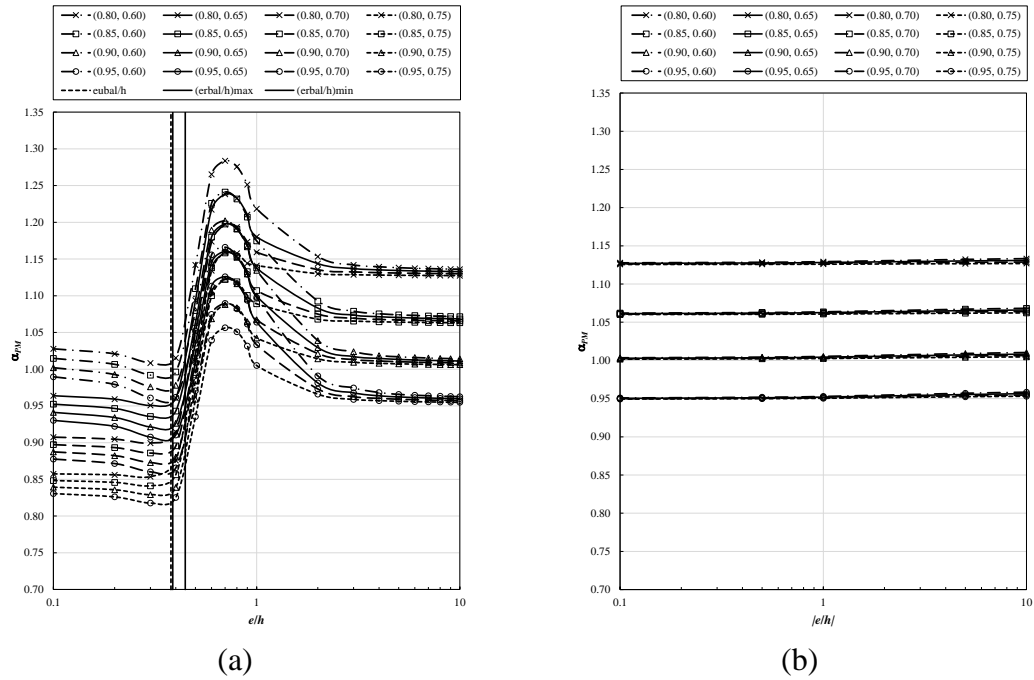 (0.80, 0.60) (0.80, 0.65) (0.80, 0.70) (0.80, 0.75)
(0.85, 0.60) (0.85, 0.65) (0.85, 0.70) (0.85, 0.75)
(0.90, 0.60) (0.90, 0.65) (0.90, 0.70) (0.90, 0.75)
(0.95, 0.60) (0.95, 0.65) (0.95, 0.70) (0.95, 0.75)
eubal/h (erbal/h)max (erbal/h)min
1.35
1.30
1.25
1.20
1.15
1.10
1.05
1.00
0.95
0.90
0.85
0.80
0.75
0.70
α_PM
0.1 1 10
e/h
(a)
(0.80, 0.60) (0.80, 0.65) (0.80, 0.70) (0.80, 0.75)
(0.85, 0.60) (0.85, 0.65) (0.85, 0.70) (0.85, 0.75)
(0.90, 0.60) (0.90, 0.65) (0.90, 0.70) (0.90, 0.75)
(0.95, 0.60) (0.95, 0.65) (0.95, 0.70) (0.95, 0.75)
1.35
1.30
1.25
1.20
1.15
1.10
1.05
1.00
0.95
0.90
0.85
0.80
0.75
0.70
α_PM
0.1 1 10
|e/h|
(b)